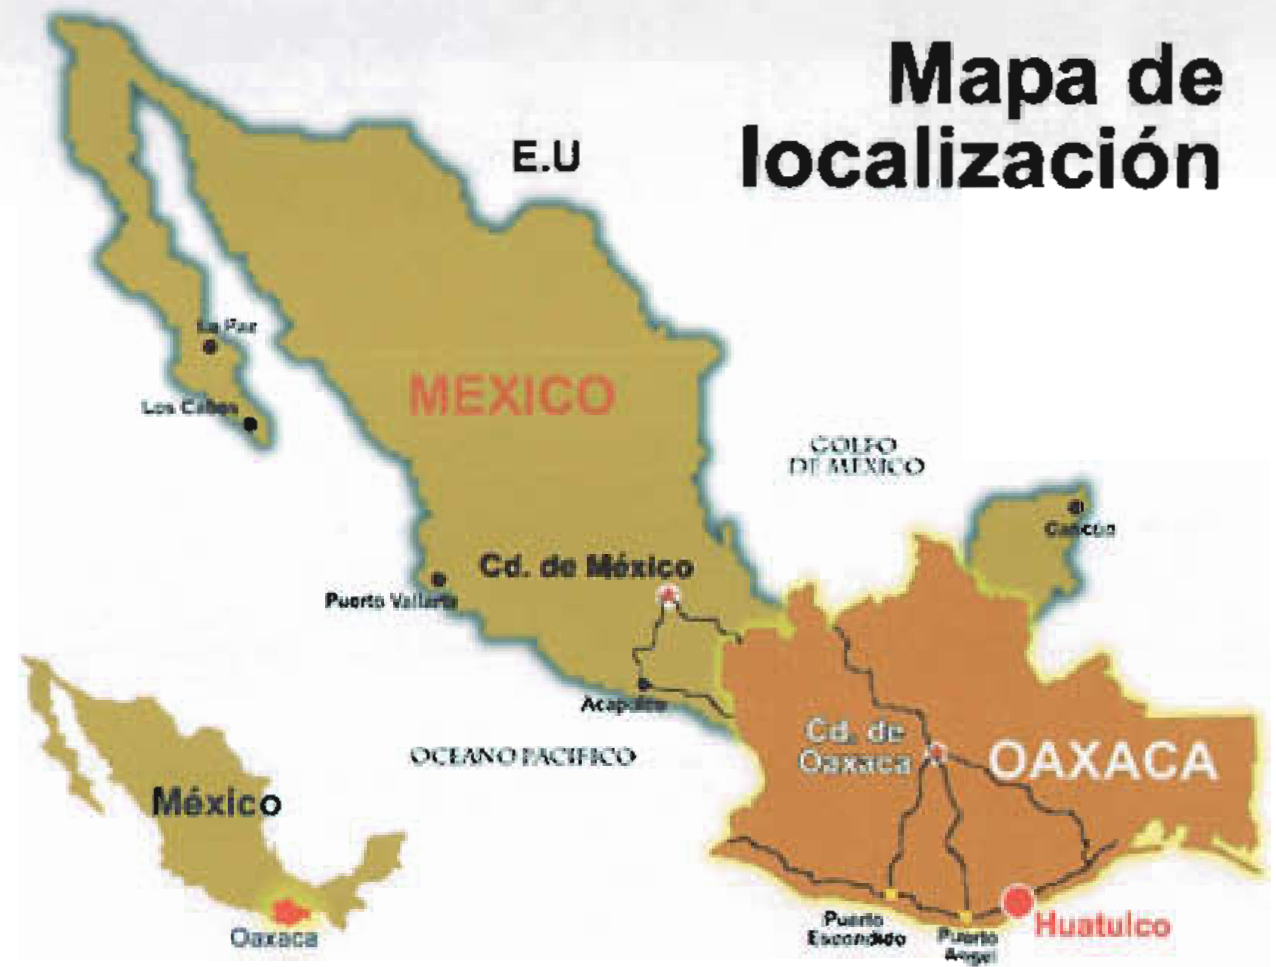 Mapa de
localización
E.U
La Paz
Los Cabos
MEXICO
GOLFO
DE MEXICO
Cancún
Cd. de México
Puerto Vallarta
Acapulco
OCEANO PACIFICO
Cd. de
Oaxaca
OAXACA
México
Oaxaca
Puerto
Escondido
Puerto
Angel
Huatulco